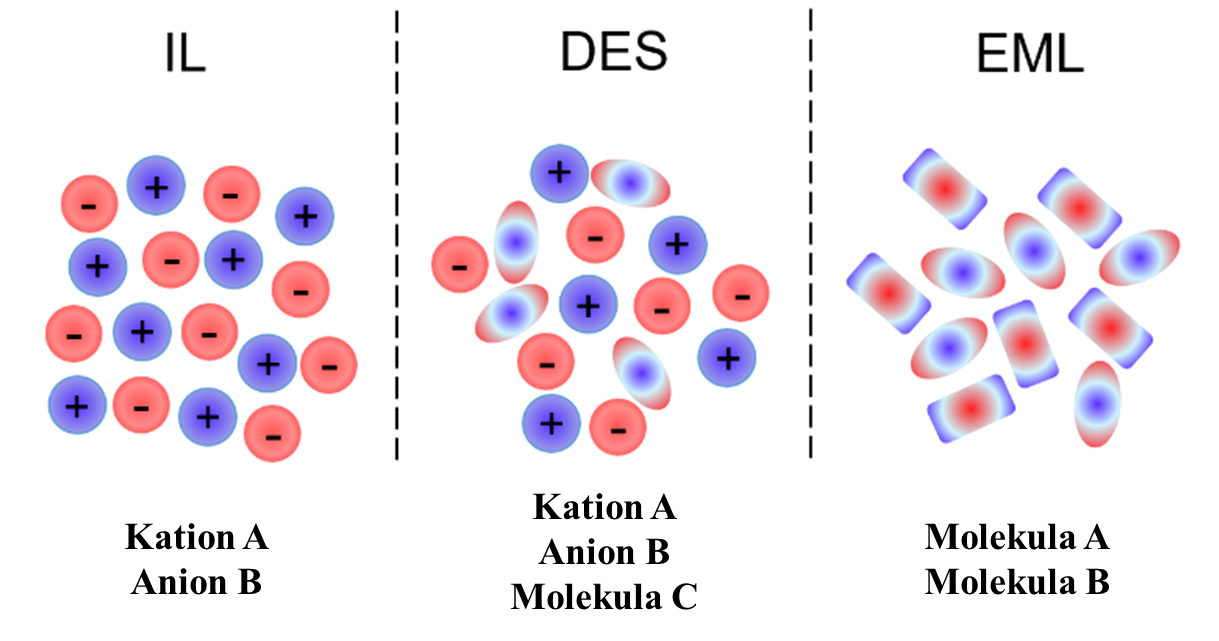 IL
DES
EML
Kation A
Anion B
Kation A
Anion B
Molekula C
Molekula A
Molekula B